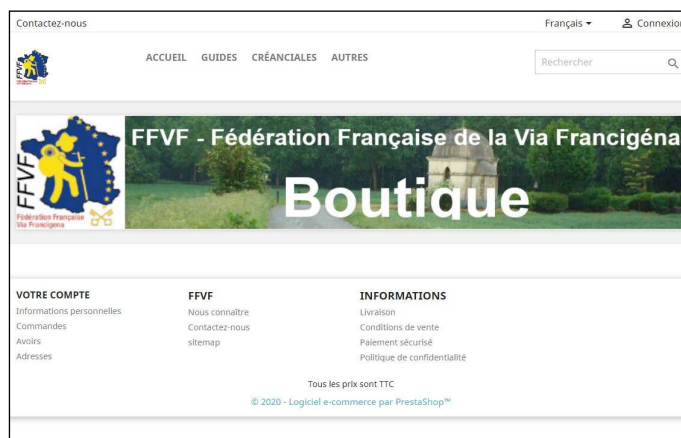 Contactez-nous
Français
Connexion
ACCUEIL GUIDES CRÉANCIALES AUTRES
Rechercher
FFVF
FFVF - Fédération Française de la Via Francigéna
Boutique
Fédération Française
Via Francigena
VOTRE COMPTE
Informations personnelles
Commandes
Avoirs
Adresses
FFVF
Nous connaître
Contactez-nous
sitemap
INFORMATIONS
Livraison
Conditions de vente
Paiement sécurisé
Politique de confidentialité
Tous les prix sont TTC
© 2020 - Logiciel e-commerce par PrestaShop™